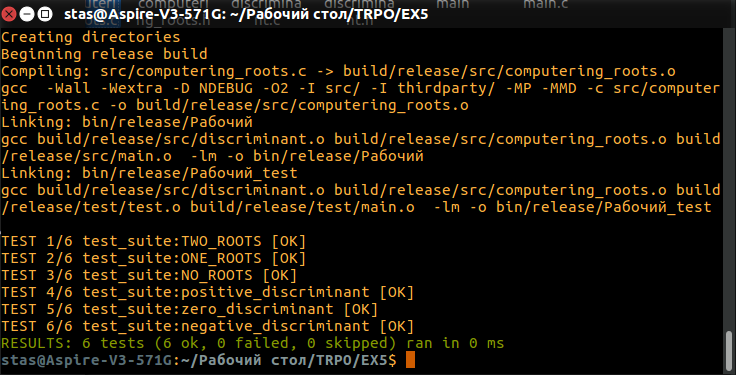 stas@Aspire-V3-571G: ~/Рабочий стол/TRPO/EX5
Creating directories
Beginning release build
Compiling: src/computering_roots.c -> build/release/src/computering_roots.o
gcc  -Wall -Wextra -D NDEBUG -O2 -I src/ -I thirdparty/ -MP -MMD -c src/computer
ing_roots.c -o build/release/src/computering_roots.o
Linking: bin/release/Рабочий
gcc build/release/src/discriminant.o build/release/src/computering_roots.o build
/release/src/main.o  -lm -o bin/release/Рабочий
Linking: bin/release/Рабочий_test
gcc build/release/src/discriminant.o build/release/src/computering_roots.o build
/release/test/test.o build/release/test/main.o  -lm -o bin/release/Рабочий_test
TEST 1/6 test_suite:TWO_ROOTS [OK]
TEST 2/6 test_suite:ONE_ROOTS [OK]
TEST 3/6 test_suite:NO_ROOTS [OK]
TEST 4/6 test_suite:positive_discriminant [OK]
TEST 5/6 test_suite:zero_discriminant [OK]
TEST 6/6 test_suite:negative_discriminant [OK]
RESULTS: 6 tests (6 ok, 0 failed, 0 skipped) ran in 0 ms
stas@Aspire-V3-571G:~/Рабочий стол/TRPO/EX5$